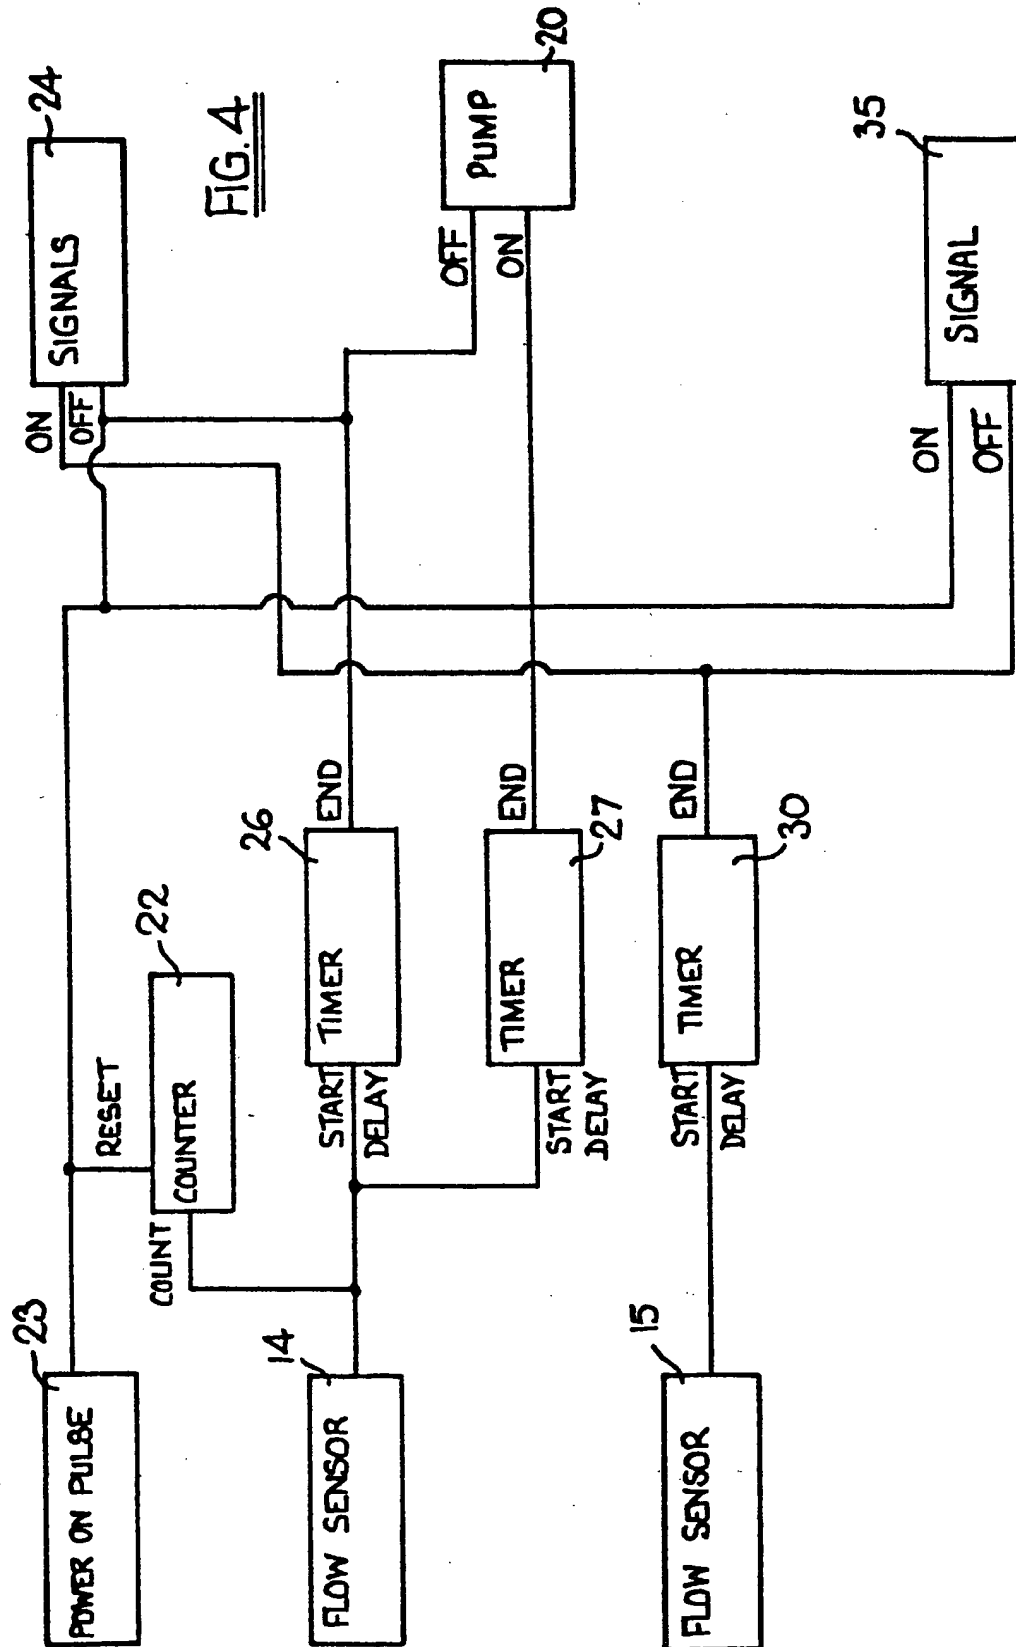 FIG. 4
23
POWER ON PULSE
RESET
22
COUNTER
COUNT
24
SIGNALS
ON
OFF
14
FLOW SENSOR
START
DELAY
26
TIMER
END
OFF
ON
20
PUMP
START
DELAY
27
TIMER
END
15
FLOW SENSOR
START
DELAY
30
TIMER
END
35
SIGNAL
ON
OFF